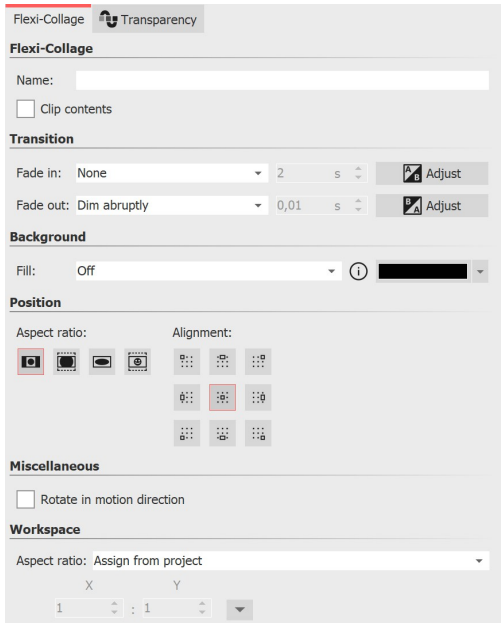 Flexi-Collage Transparency
Flexi-Collage
Name:
Clip contents
Transition
Fade in: None 2 s A B Adjust
Fade out: Dim abruptly 0,01 s B A Adjust
Background
Fill: Off i
Position
Aspect ratio: Alignment:
Miscellaneous
Rotate in motion direction
Workspace
Aspect ratio: Assign from project
X Y
1 : 1